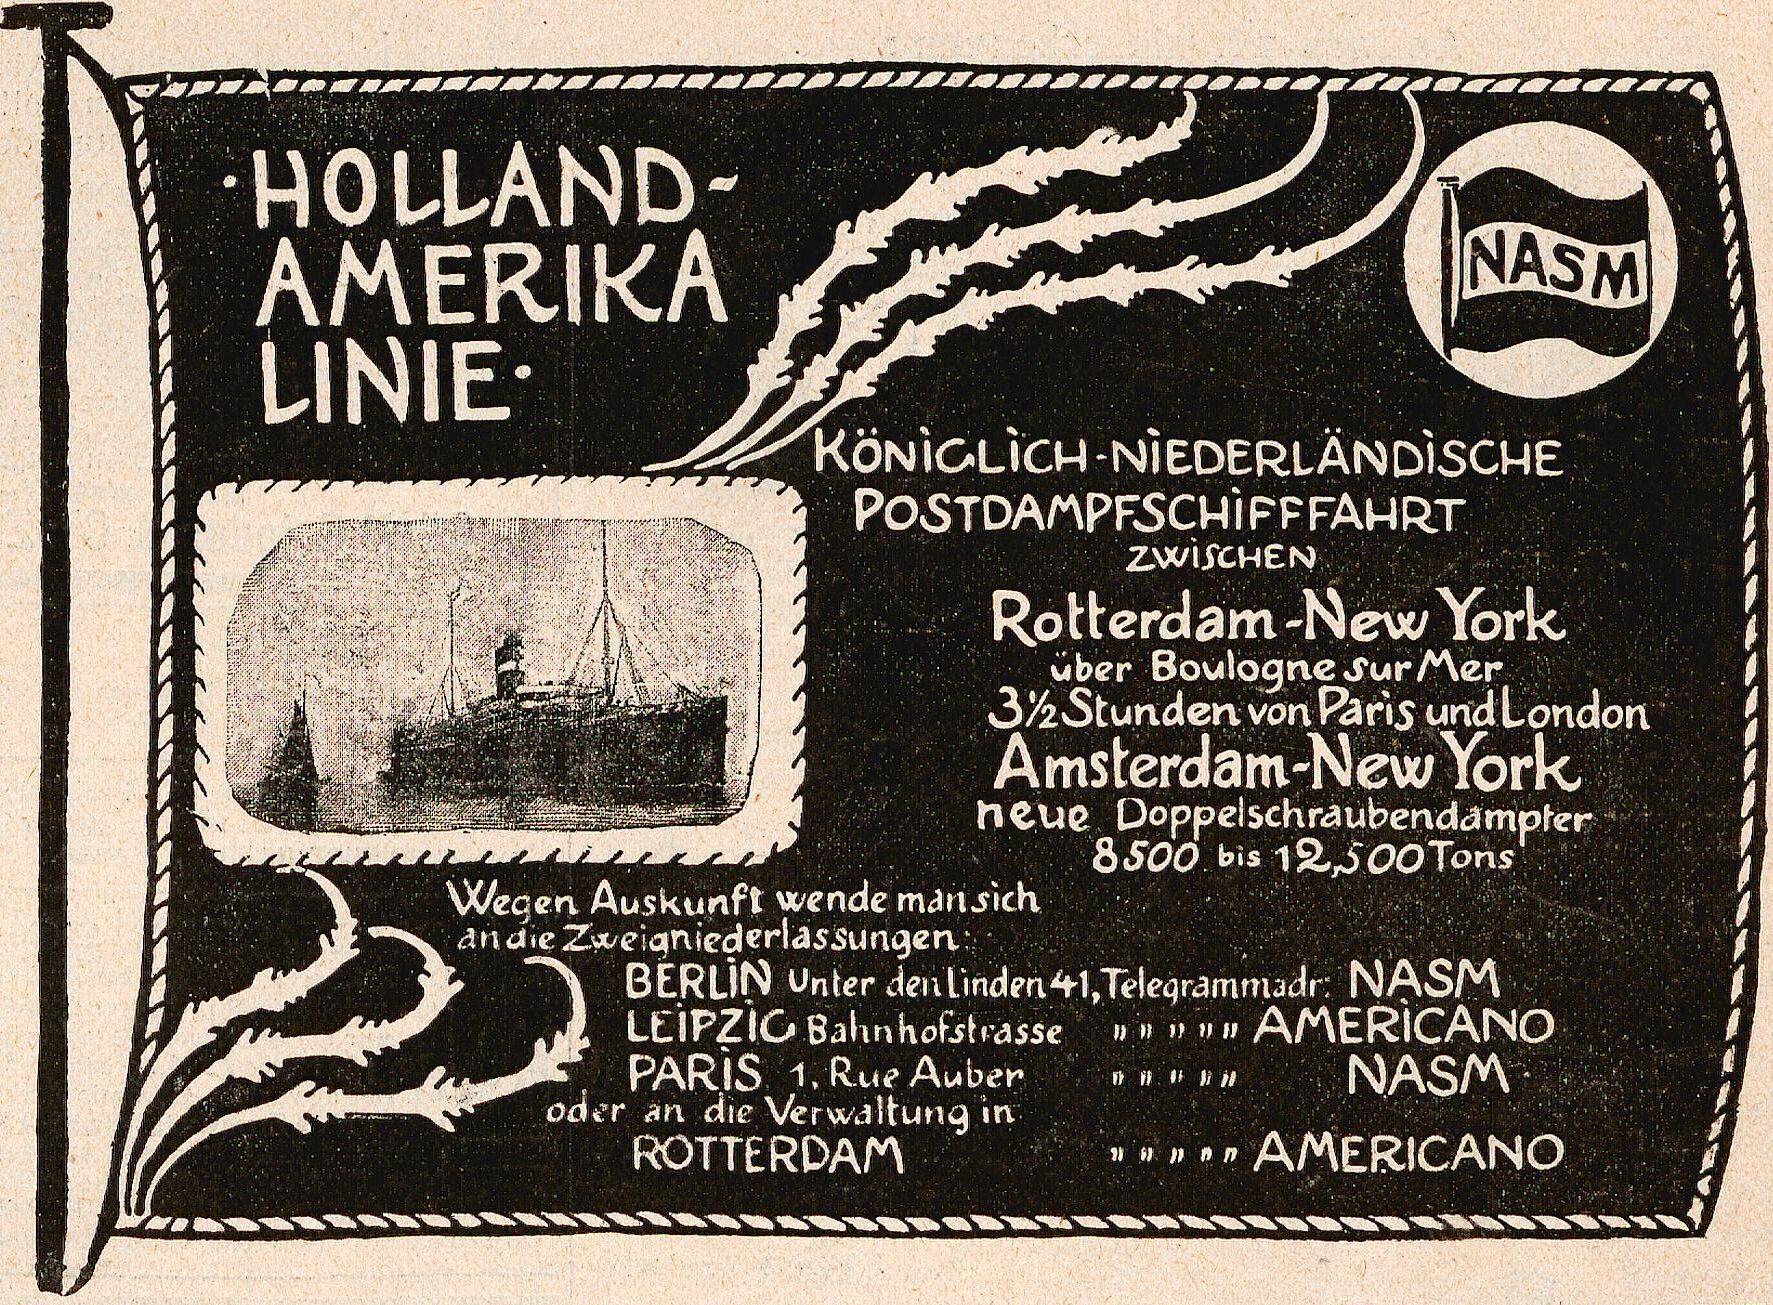 ·HOLLAND-
AMERIKA
LINIE·
NASM
KÖNIGLICH-NIEDERLÄNDISCHE
POSTDAMPFSCHIFFFAHRT
ZWISCHEN
Rotterdam-New York
über Boulogne sur Mer
3½ Stunden von Paris und London
Amsterdam-New York
neue Doppelschraubendampfer
8500 bis 12,500 Tons
Wegen Auskunft wende man sich
an die Zweigniederlassungen:
BERLIN Unter den Linden 41, Telegrammadr: NASM
LEIPZIG Bahnhofstrasse " " " " " AMERICANO
PARIS 1, Rue Auber " " " " " NASM
oder an die Verwaltung in
ROTTERDAM " " " " " AMERICANO